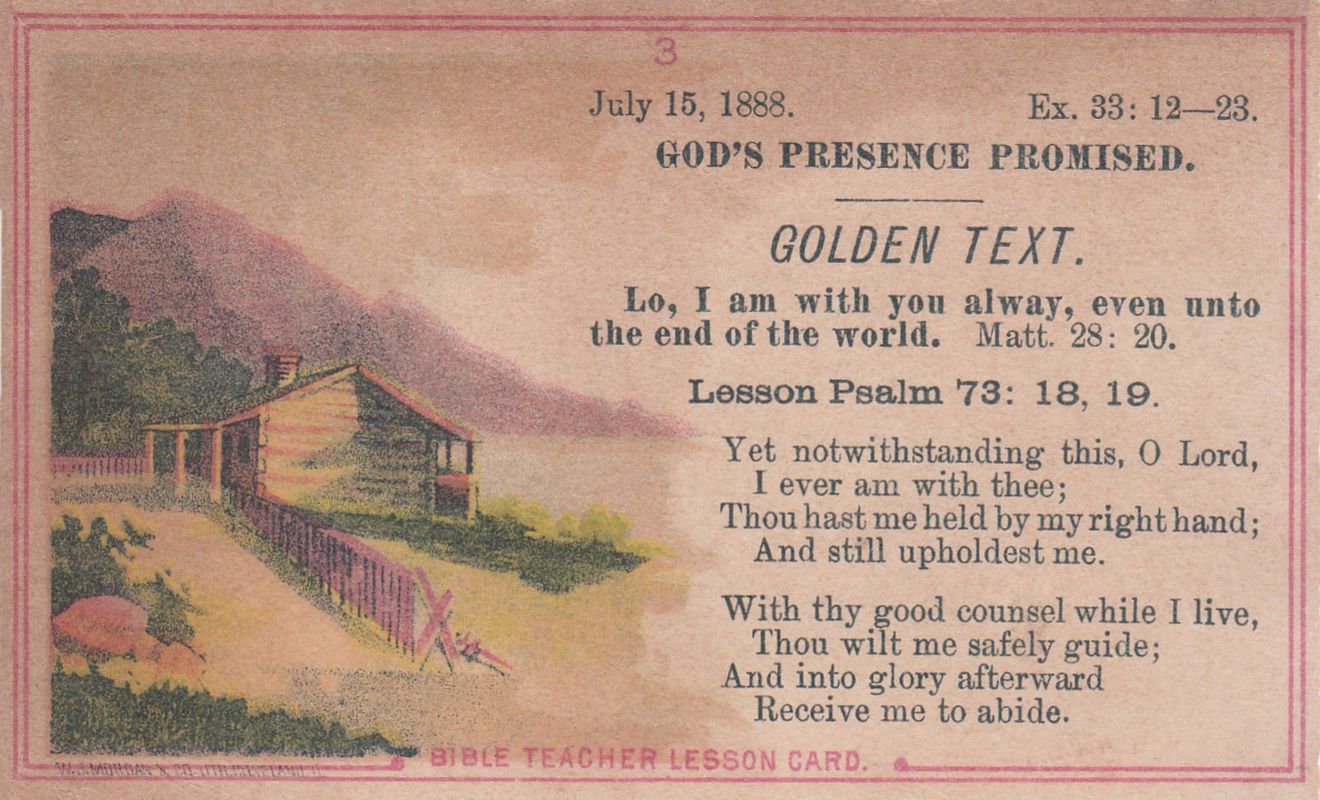 3
July 15, 1888. Ex. 33: 12—23.
GOD'S PRESENCE PROMISED.
GOLDEN TEXT.
Lo, I am with you alway, even unto
the end of the world. Matt. 28: 20.
Lesson Psalm 73: 18, 19.
Yet notwithstanding this, O Lord,
I ever am with thee;
Thou hast me held by my right hand;
And still upholdest me.
With thy good counsel while I live,
Thou wilt me safely guide;
And into glory afterward
Receive me to abide.
BIBLE TEACHER LESSON CARD.
W.J. MORGAN & CO. LITH. CLEVELAND, O.